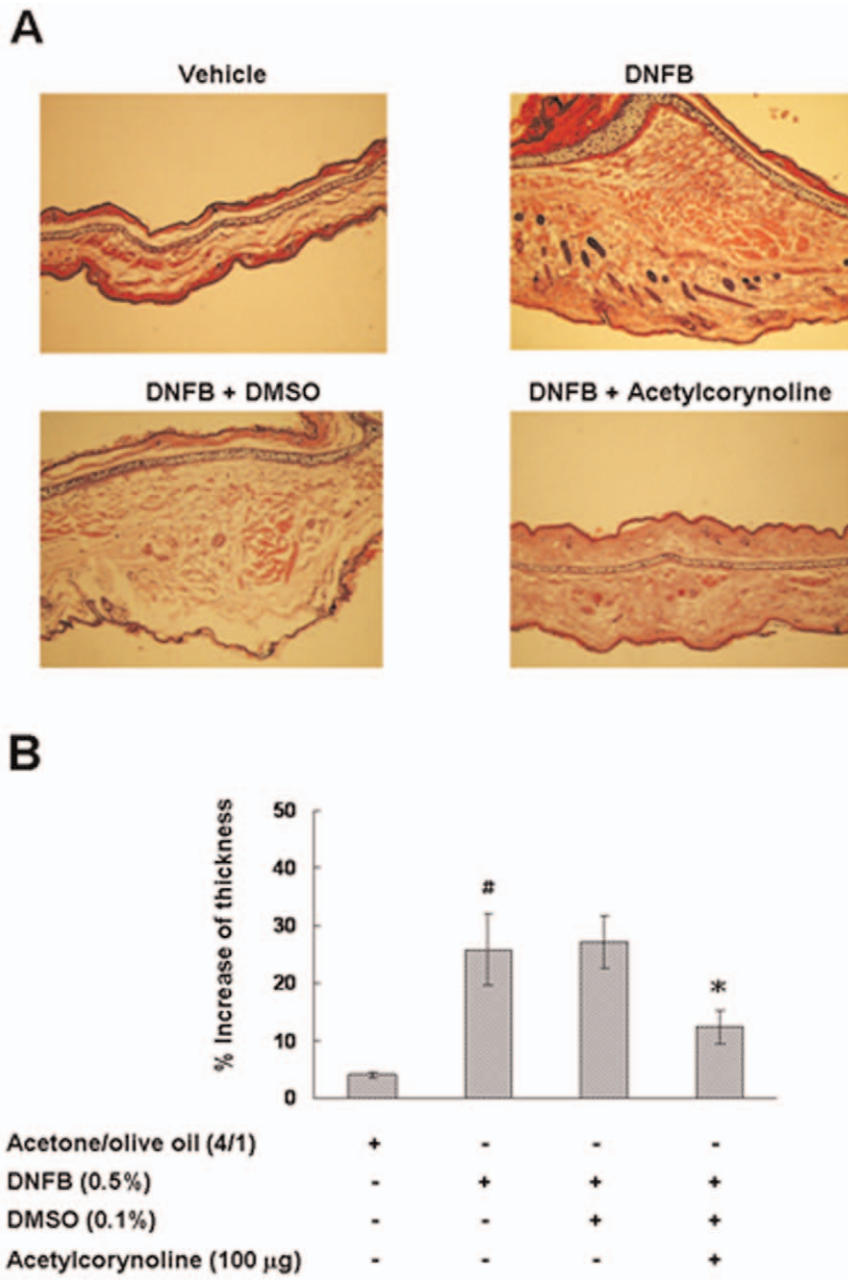 A
Vehicle DNFB
DNFB + DMSO DNFB + Acetylcorynoline
B
% Increase of thickness
50
40
30
20
10
0
#
*
Acetone/olive oil (4/1) + - - -
DNFB (0.5%) - + + +
DMSO (0.1%) - - + +
Acetylcorynoline (100 μg) - - - +